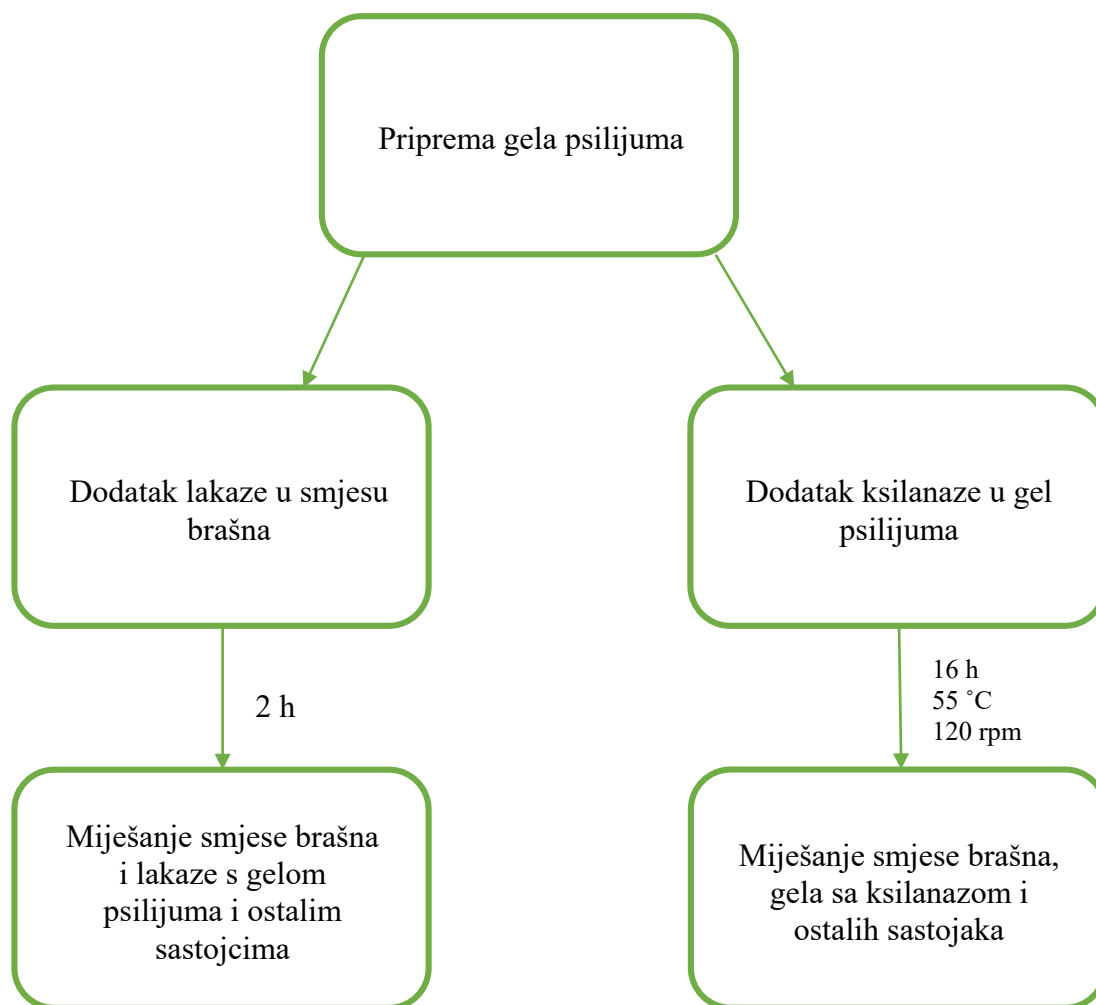 Priprema gela psilijuma
Dodatak lakaze u smjesu
brašna
Dodatak ksilanaze u gel
psilijuma
2 h
16 h
55 ˚C
120 rpm
Miješanje smjese brašna
i lakaze s gelom
psilijuma i ostalim
sastojcima
Miješanje smjese brašna,
gela sa ksilanazom i
ostalih sastojaka